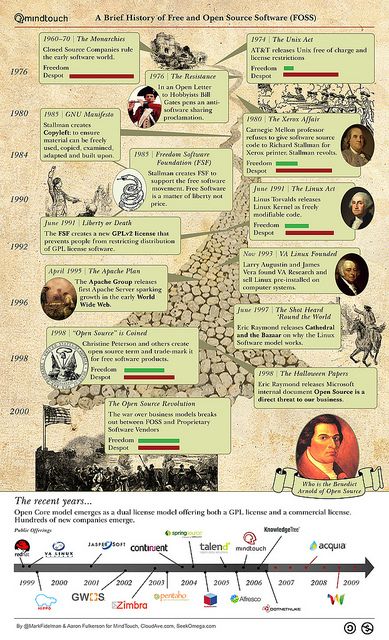 mindtouch
A Brief History of Free and Open Source Software (FOSS)
1960-70 | The Monarchies
Closed Source Companies rule
the early software world.
Freedom
Despot
1974 | The Unix Act
AT&T releases Unix free of charge and
license restrictions
Freedom
Despot
1976
1976 | The Resistance
In an Open Letter
to Hobbyists Bill
Gates pens an anti-
software sharing
proclamation.
1980
1985 | GNU Manifesto
Stallman creates
Copyleft: to ensure
material can be freely
used, copied, examined,
adapted and built upon.
1980 | The Xerox Affair
Carnegie Mellon professor
refuses to give software source
code to Richard Stallman for
Xerox printer. Stallman revolts.
Freedom
Despot
1984
1985 | Freedom Software
Foundation (FSF)
Stallman creates FSF to
support the free software
movement. Free Software
is a matter of liberty not
price.
1990
June 1991 | The Linux Act
Linus Torvalds releases
Linux Kernel as freely
modifiable code.
Freedom
Despot
June 1991 | Liberty or Death
The FSF creates a new GPLv2 license that
prevents people from restricting distribution
of GPL license software.
1992
Nov 1993 | VA Linux Founded
Larry Augustin and James
Vera found VA Research and
sell Linux pre-installed on
computer systems.
April 1995 | The Apache Plan
The Apache Group releases
first Apache Server sparking
growth in the early World
Wide Web.
1996
June 1997 | The Shot Heard
'Round the World
Eric Raymond releases Cathedral
and the Bazaar on why the Linux
Software model works.
1998 | "Open Source" is Coined
Christine Peterson and others create
open source term and trade-mark it
for free software products.
Freedom
Despot
1998
1998 | The Halloween Papers
Eric Raymond releases Microsoft
internal document Open Source is a
direct threat to our business.
2000
The Open Source Revolution
The war over business models breaks
out between FOSS and Proprietary
Software Vendors
Freedom
Despot
Who is the Benedict
Arnold of Open Source
The recent years...
Open Core model emerges as a dual license model offering both a GPL license and a commercial license.
Hundreds of new companies emerge.
Public Offerings
redhat
VA LINUX
JASPERSOFT
continuent
springsource
talend
mindtouch
KnowledgeTree
acquia
1999 2000 2001 2002 2003 2004 2005 2006 2007 2008 2009
HIPPO
Zimbra
pentaho
Alfresco
DOTNETNUKE
By @MarkFidelman & Aaron Fulkerson for MindTouch, CloudAve.com, SeekOmega.com